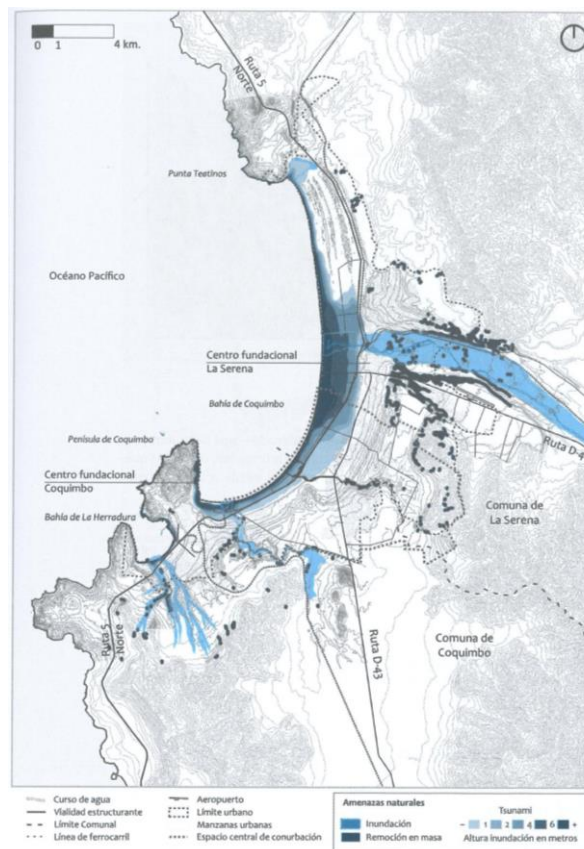 0 1 4 km.
Ruta 5
Norte
Punta Teatinos
Océano Pacífico
Centro fundacional
La Serena
Bahía de Coquimbo
Península de Coquimbo
Centro fundacional
Coquimbo
Bahía de La Herradura
Ruta D-4
Comuna de
La Serena
Ruta 5
Norte
Ruta D-43
Comuna de
Coquimbo
Curso de agua
Vialidad estructurante
Límite Comunal
Línea de ferrocarril
Aeropuerto
Límite urbano
Manzanas urbanas
Espacio central de conurbación
Amenazas naturales
Inundación
Remoción en masa
Tsunami
- 1 2 4 6 +
Altura inundación en metros